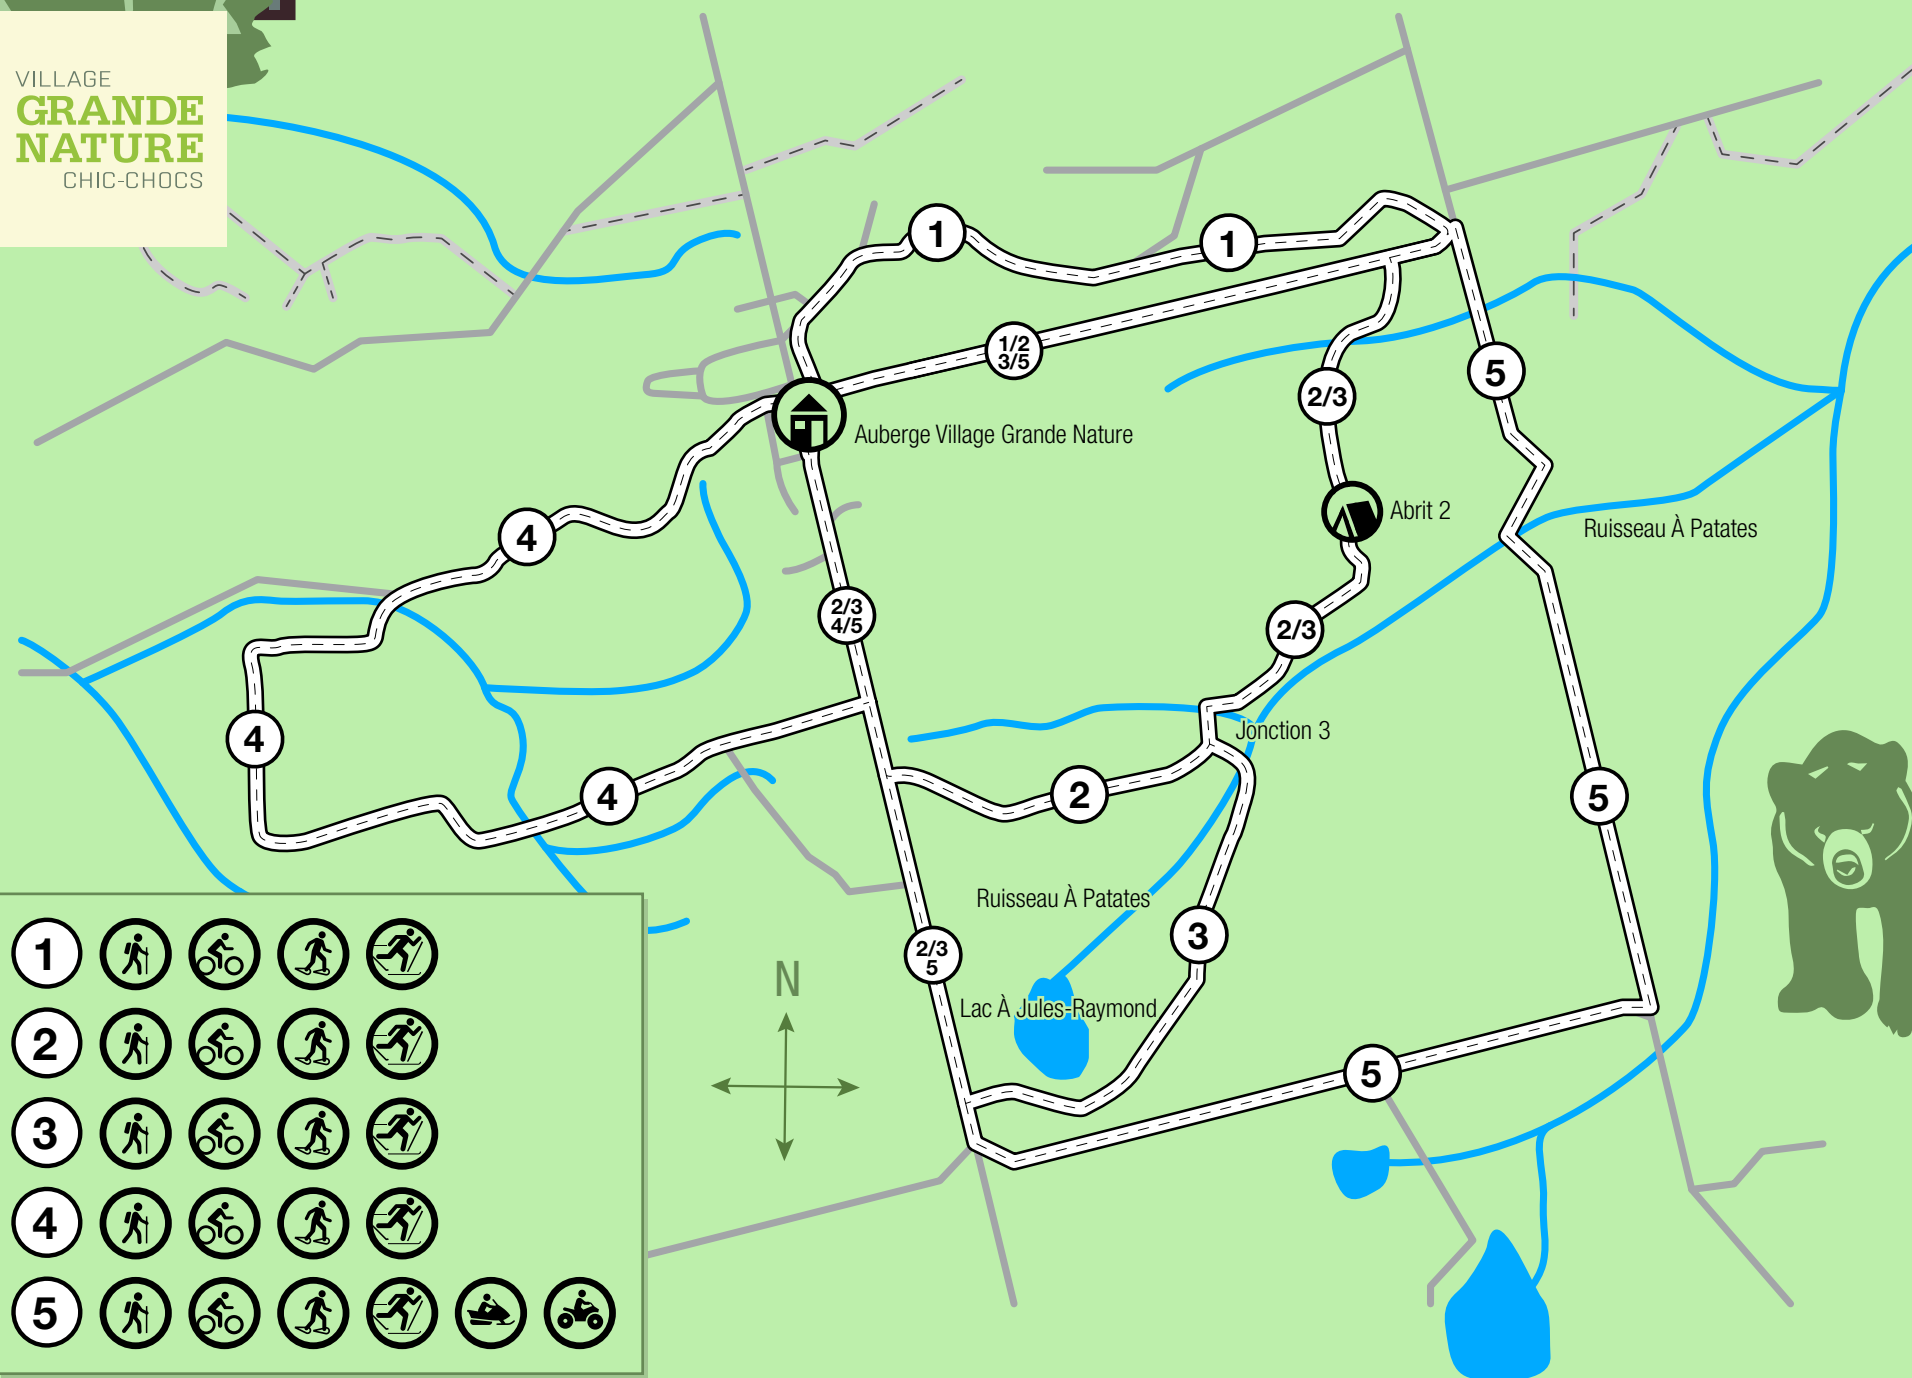 VILLAGE
GRANDE
NATURE
CHIC-CHOCS
1
1
1/2
3/5
5
2/3
Auberge Village Grande Nature
Abrit 2
Ruisseau À Patates
4
2/3
4/5
2/3
Jonction 3
4
4
2
5
Ruisseau À Patates
3
2/3
5
N
Lac À Jules-Raymond
5
1
2
3
4
5